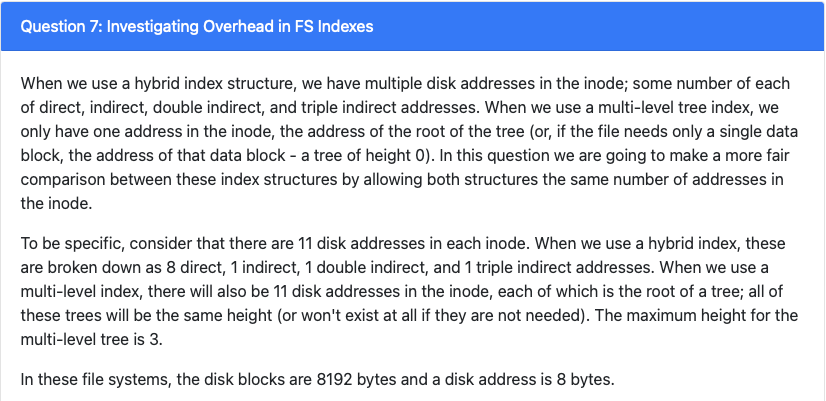 Question 7: Investigating Overhead in FS Indexes
When we use a hybrid index structure, we have multiple disk addresses in the inode; some number of each
of direct, indirect, double indirect, and triple indirect addresses. When we use a multi-level tree index, we
only have one address in the inode, the address of the root of the tree (or, if the file needs only a single data
block, the address of that data block - a tree of height 0). In this question we are going to make a more fair
comparison between these index structures by allowing both structures the same number of addresses in
the inode.
To be specific, consider that there are 11 disk addresses in each inode. When we use a hybrid index, these
are broken down as 8 direct, 1 indirect, 1 double indirect, and 1 triple indirect addresses. When we use a
multi-level index, there will also be 11 disk addresses in the inode, each of which is the root of a tree; all of
these trees will be the same height (or won't exist at all if they are not needed). The maximum height for the
multi-level tree is 3.
In these file systems, the disk blocks are 8192 bytes and a disk address is 8 bytes.